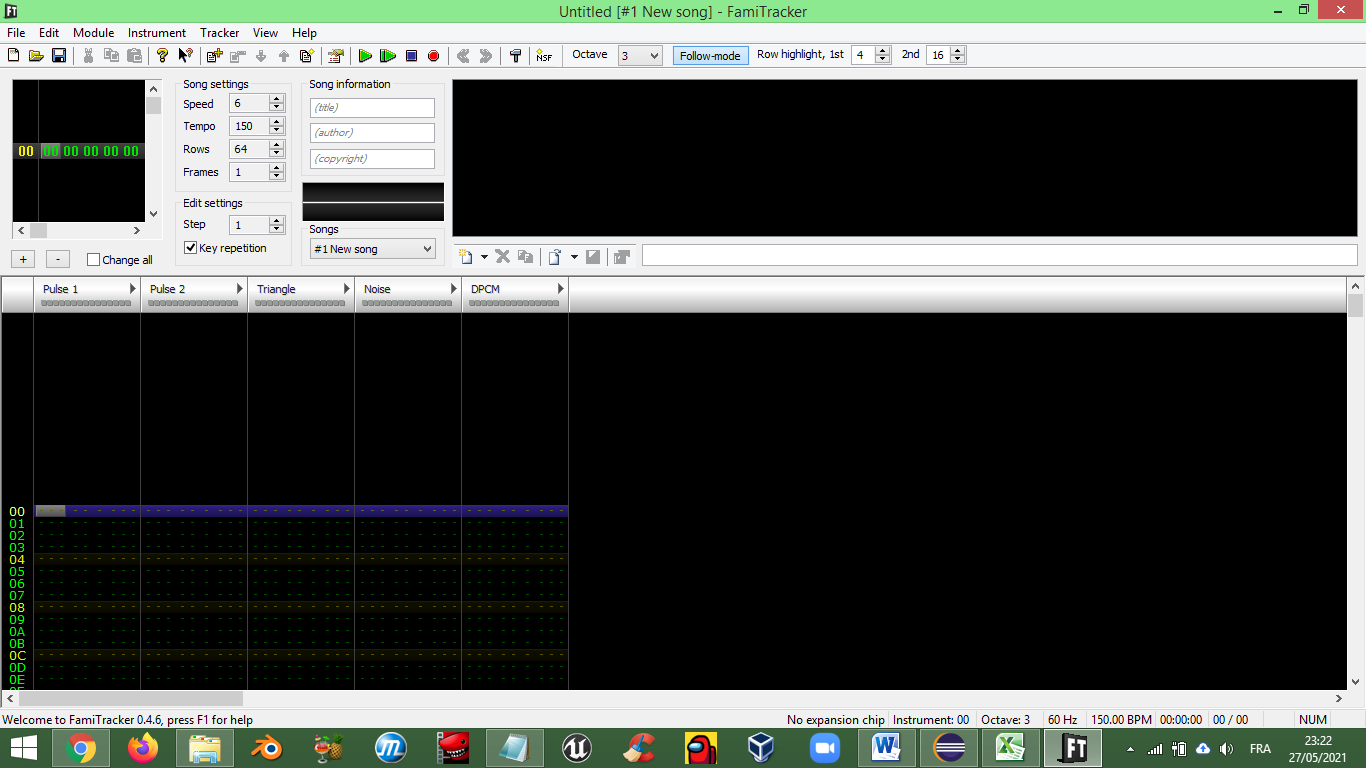 FT Untitled [#1 New song] - FamiTracker
File Edit Module Instrument Tracker View Help
NSF Octave 3 Follow-mode Row highlight, 1st 4 2nd 16
Song settings
Speed 6
Tempo 150
Rows 64
Frames 1
Edit settings
Step 1
Key repetition
Song information
(title)
(author)
(copyright)
Songs
#1 New song
00 00 00 00 00 00
+ - Change all
Pulse 1 Pulse 2 Triangle Noise DPCM
00
01
02
03
04
05
06
07
08
09
0A
0B
0C
0D
0E
Welcome to FamiTracker 0.4.6, press F1 for help No expansion chip Instrument: 00 Octave: 3 60 Hz 150.00 BPM 00:00:00 00 / 00 NUM
FT FRA 23:22
27/05/2021